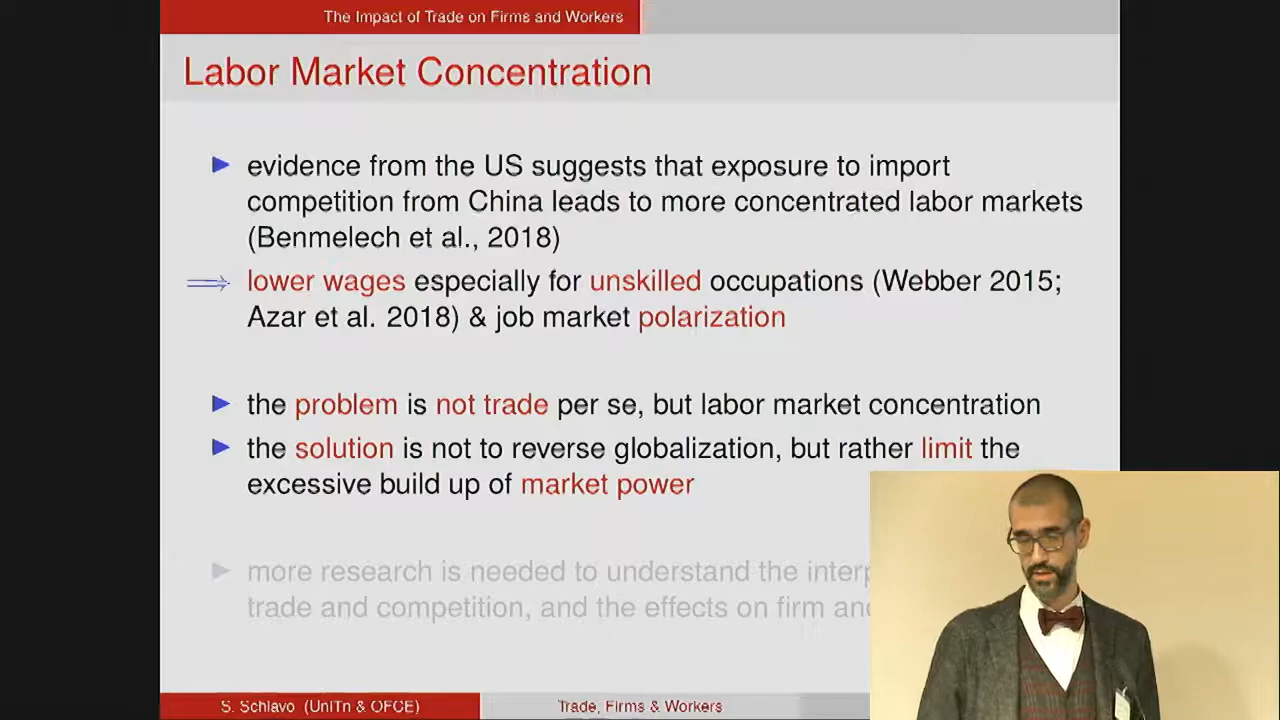 The Impact of Trade on Firms and Workers
Labor Market Concentration
evidence from the US suggests that exposure to import
competition from China leads to more concentrated labor markets
(Benmelech et al., 2018)
lower wages especially for unskilled occupations (Webber 2015;
Azar et al. 2018) & job market polarization
the problem is not trade per se, but labor market concentration
the solution is not to reverse globalization, but rather limit the
excessive build up of market power
more research is needed to understand the
trade and competition, and the effects on firm
S. Schiavo (UniTn & OFCE)
Trade, Firms & Workers